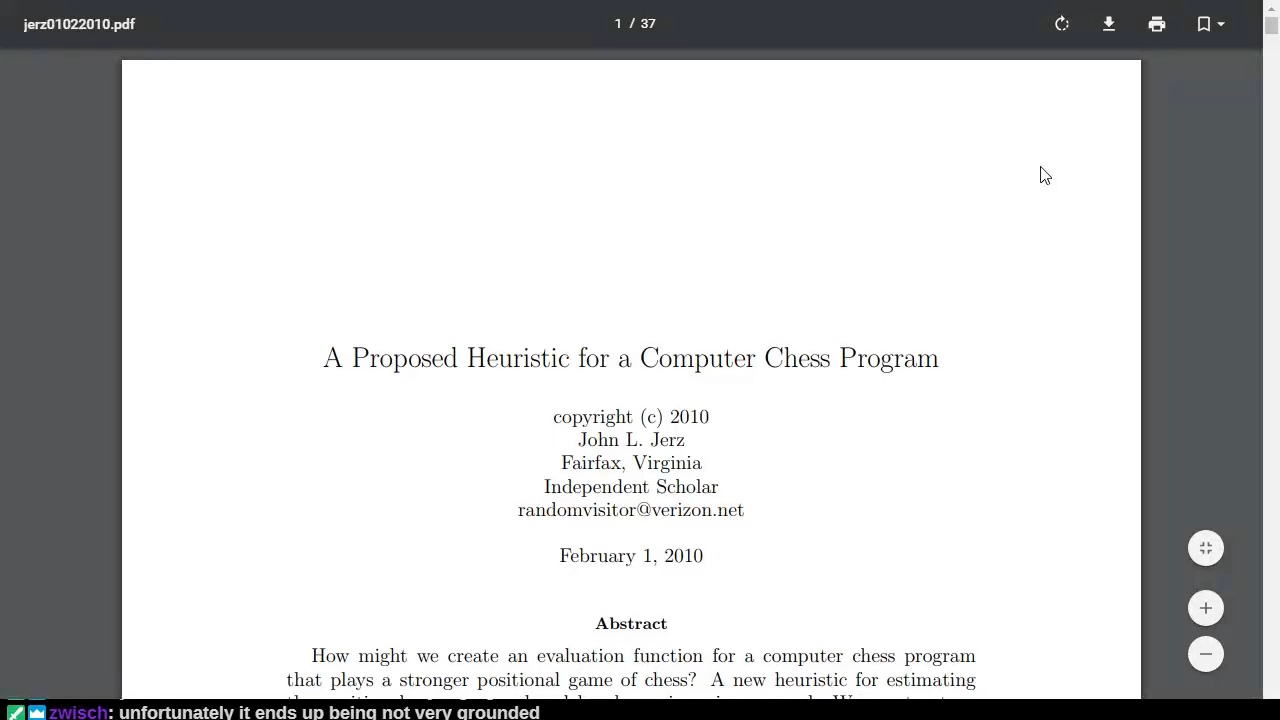 jerz01022010.pdf
1 / 37
A Proposed Heuristic for a Computer Chess Program
copyright (c) 2010
John L. Jerz
Fairfax, Virginia
Independent Scholar
randomvisitor@verizon.net
February 1, 2010
Abstract
How might we create an evaluation function for a computer chess program
that plays a stronger positional game of chess? A new heuristic for estimating
zwisch: unfortunately it ends up being not very grounded